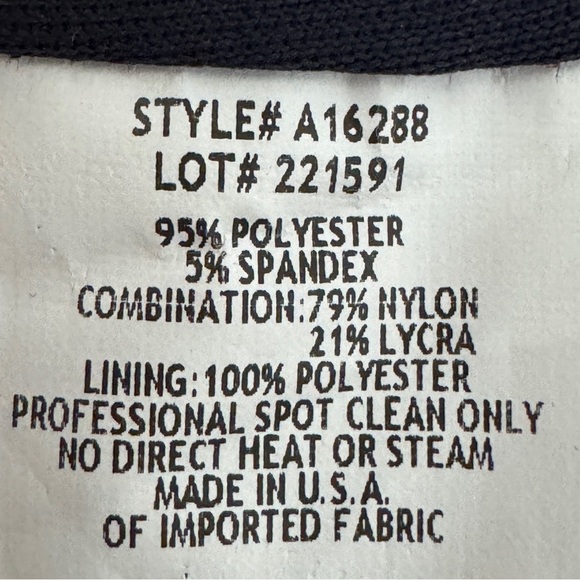 STYLE# A16288
LOT# 221591
95% POLYESTER
5% SPANDEX
COMBINATION:79% NYLON
21% LYCRA
LINING:100% POLYESTER
PROFESSIONAL SPOT CLEAN ONLY
NO DIRECT HEAT OR STEAM
MADE IN U.S.A.
OF IMPORTED FABRIC